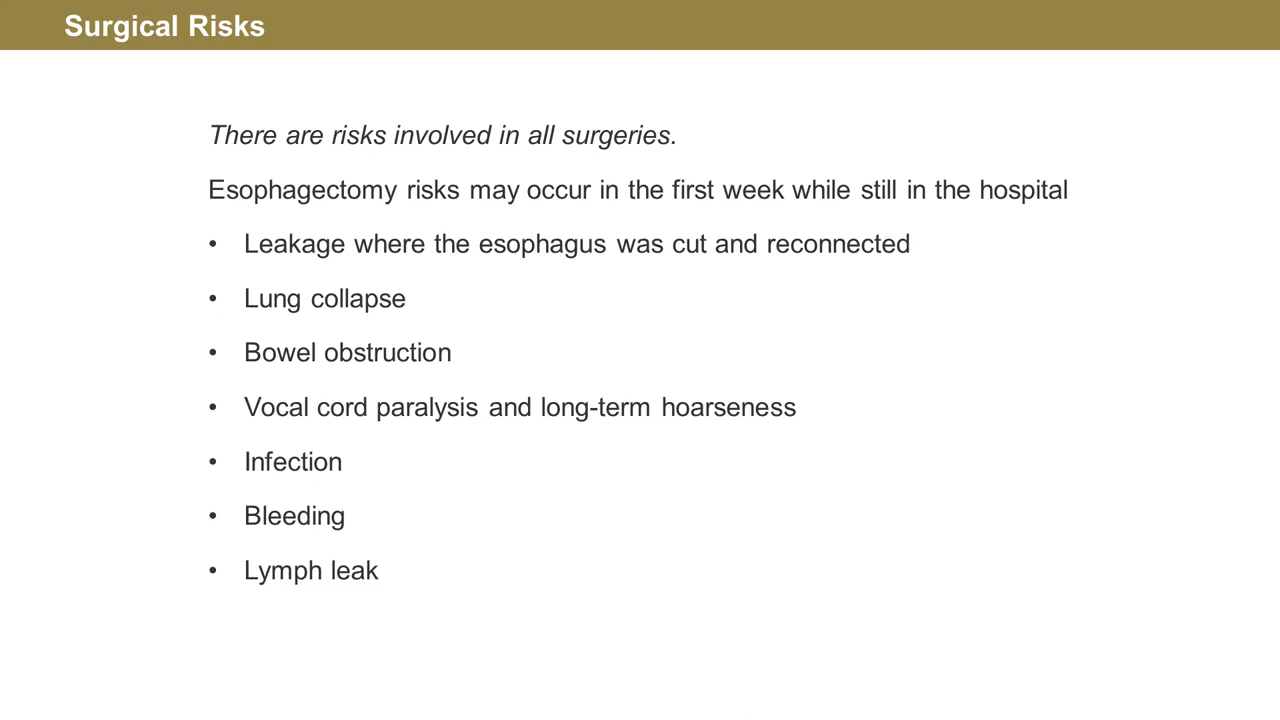 Surgical Risks
There are risks involved in all surgeries.
Esophagectomy risks may occur in the first week while still in the hospital
• Leakage where the esophagus was cut and reconnected
• Lung collapse
• Bowel obstruction
• Vocal cord paralysis and long-term hoarseness
• Infection
• Bleeding
• Lymph leak